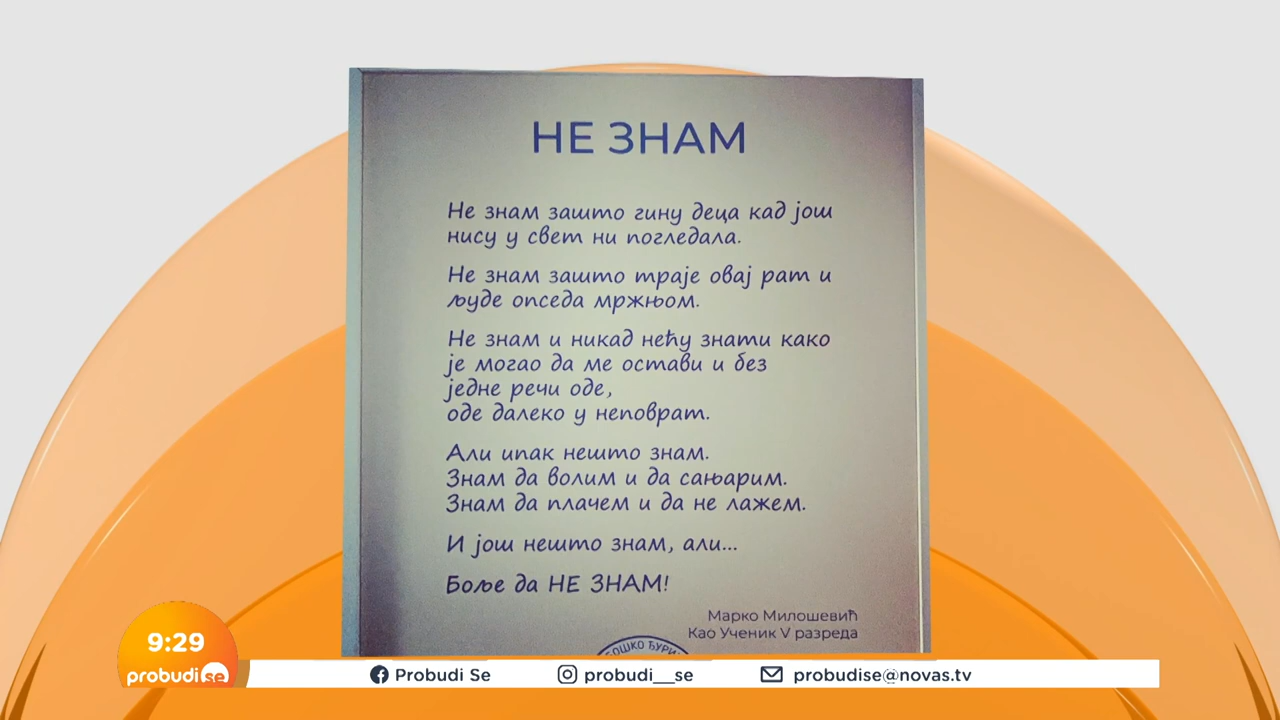 НЕ ЗНАМ
Не знам зашто гину деца кад још
нису у свет ни погледала.
Не знам зашто траје овај рат и
људе опседа мржњом.
Не знам и никад нећу знати како
је могао да ме остави и без
једне речи оде,
оде далеко у неповрат.
Али ипак нешто знам.
Знам да волим и да сањарим.
Знам да плачем и да не лажем.
И још нешто знам, али...
Боље да НЕ ЗНАМ!
Марко Милошевић
Као Ученик V разреда
9:29
probudi se
Probudi Se
probudi__se
probudise@novas.tv